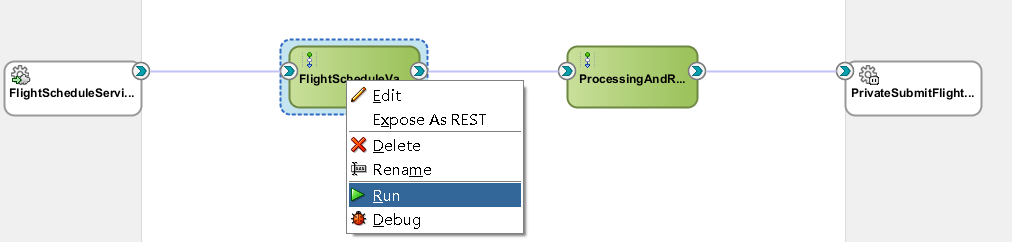 FlightScheduleServi...
FlightScheduleVa...
ProcessingAndR...
PrivateSubmitFlight...
Edit
Expose As REST
Delete
Rename
Run
Debug